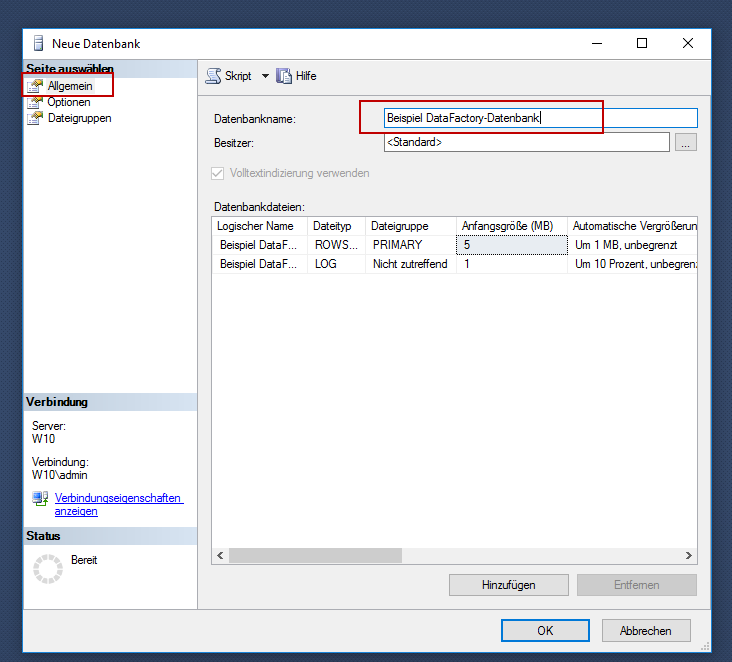 Neue Datenbank
Seite auswählen
Allgemein
Optionen
Dateigruppen
Skript Hilfe
Datenbankname: Beispiel DataFactory-Datenbank
Besitzer: <Standard> ...
Volltextindizierung verwenden
Datenbankdateien:
Logischer Name Dateityp Dateigruppe Anfangsgröße (MB) Automatische Vergrößerun
Beispiel DataF... ROWS... PRIMARY 5 Um 1 MB, unbegrenzt
Beispiel DataF... LOG Nicht zutreffend 1 Um 10 Prozent, unbegren
Verbindung
Server:
W10
Verbindung:
W10\admin
Verbindungseigenschaften
anzeigen
Status
Bereit
Hinzufügen Entfernen
OK Abbrechen